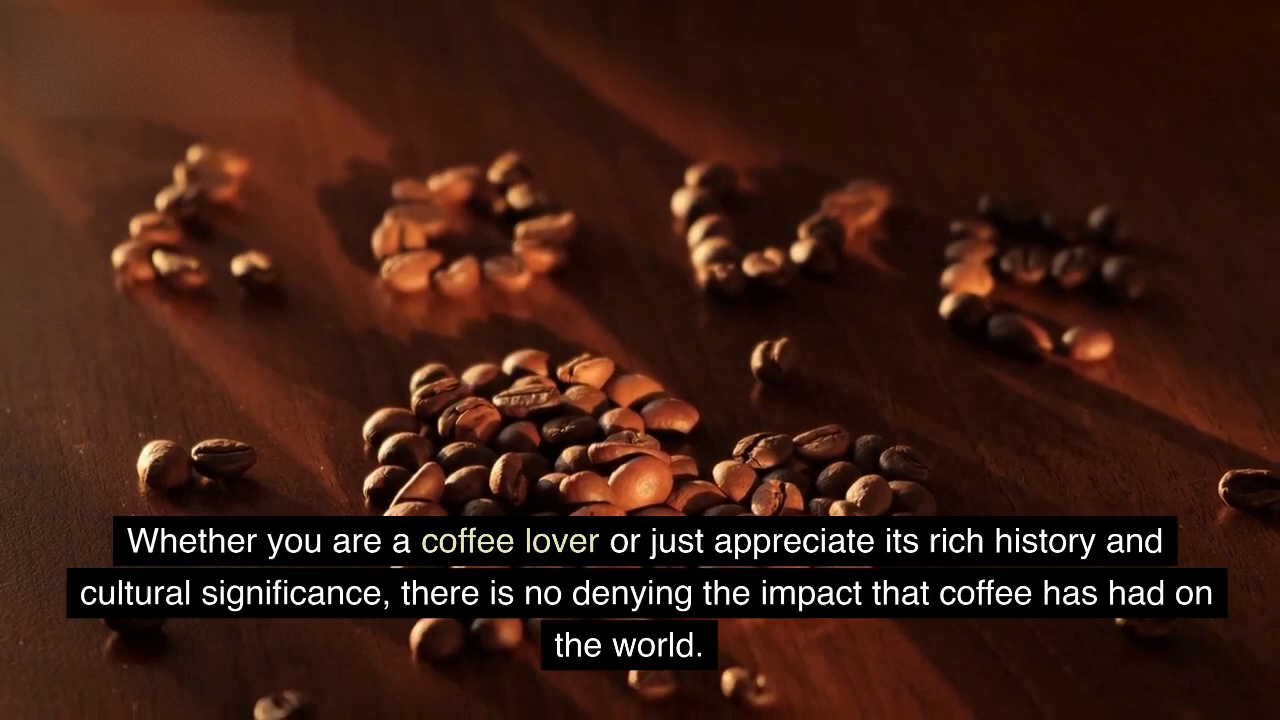 LOVE
Whether you are a coffee lover or just appreciate its rich history and
cultural significance, there is no denying the impact that coffee has had on
the world.